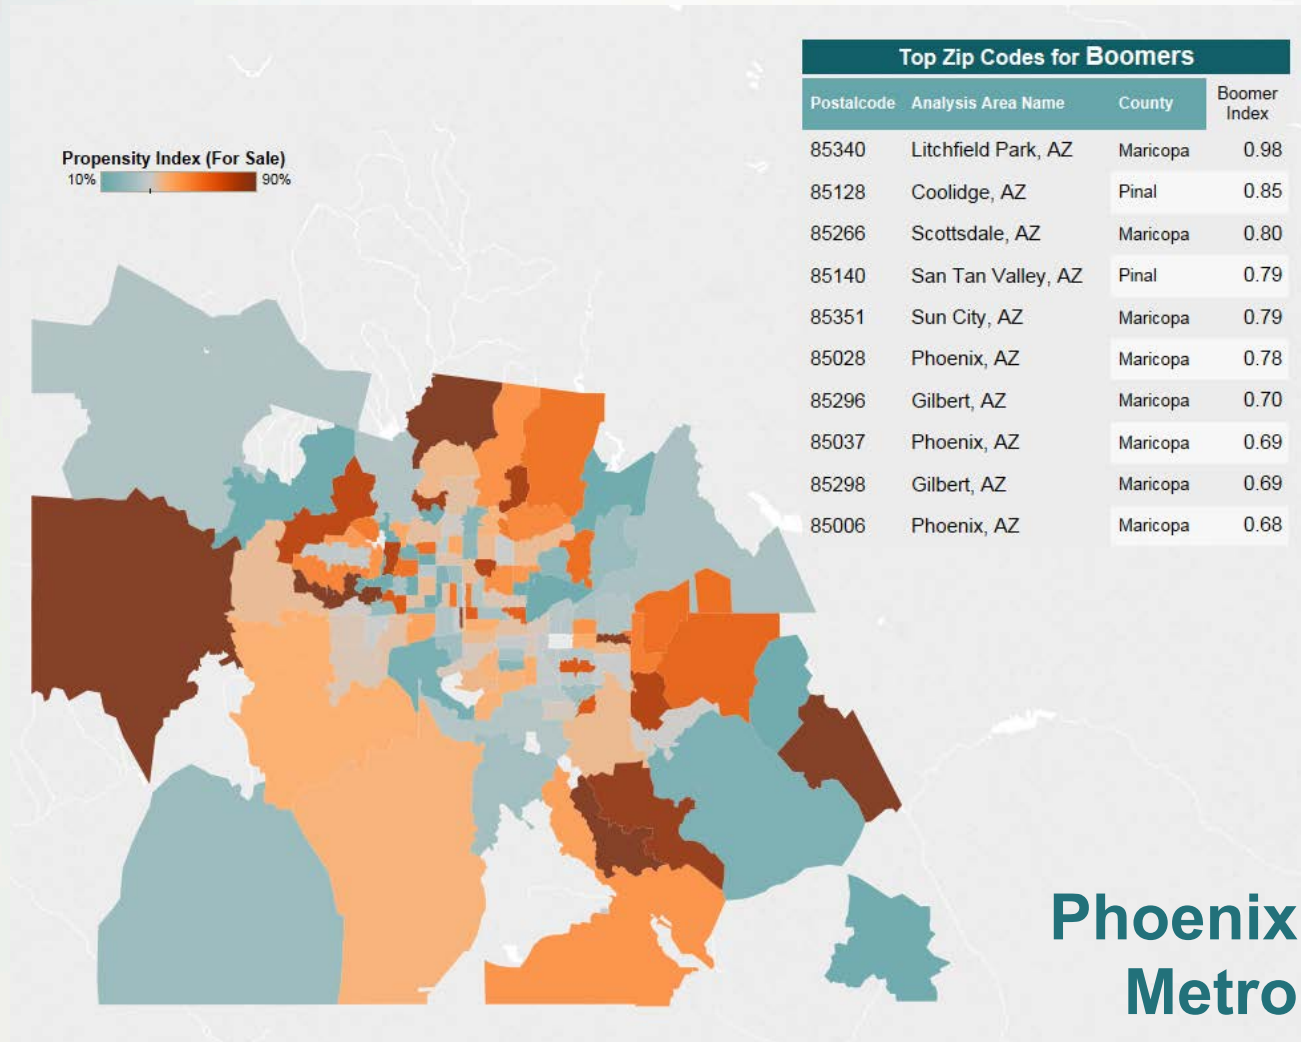 Top Zip Codes for Boomers
Postalcode Analysis Area Name County Boomer Index
85340 Litchfield Park, AZ Maricopa 0.98
85128 Coolidge, AZ Pinal 0.85
85266 Scottsdale, AZ Maricopa 0.80
85140 San Tan Valley, AZ Pinal 0.79
85351 Sun City, AZ Maricopa 0.79
85028 Phoenix, AZ Maricopa 0.78
85296 Gilbert, AZ Maricopa 0.70
85037 Phoenix, AZ Maricopa 0.69
85298 Gilbert, AZ Maricopa 0.69
85006 Phoenix, AZ Maricopa 0.68
Propensity Index (For Sale)
10% 90%
Phoenix
Metro